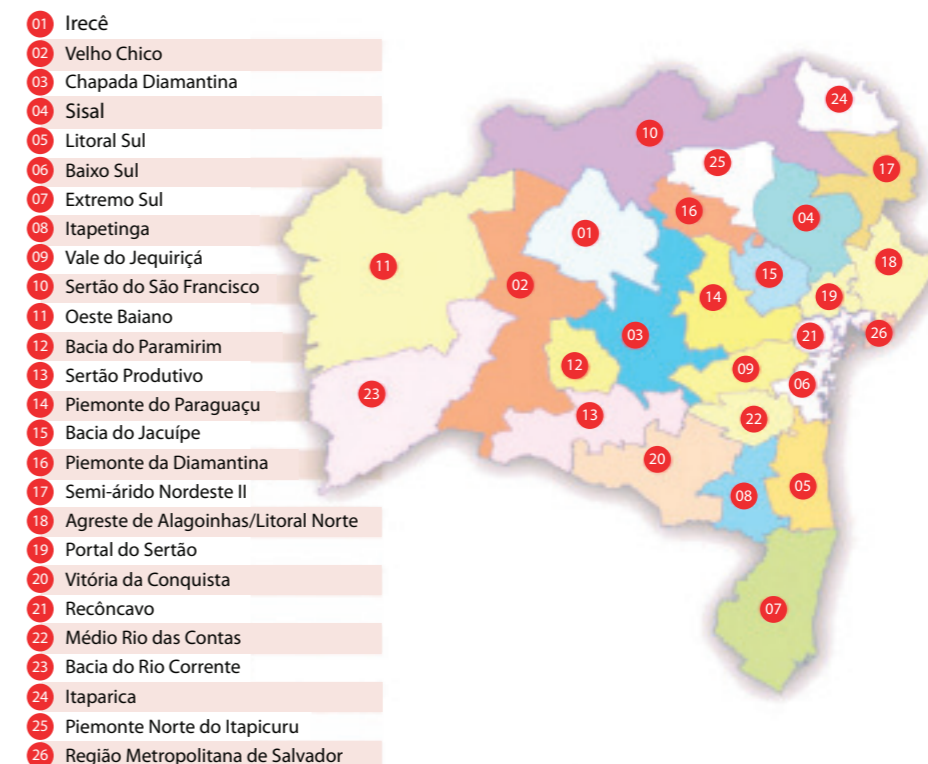 01 Irecê
02 Velho Chico
03 Chapada Diamantina
04 Sisal
05 Litoral Sul
06 Baixo Sul
07 Extremo Sul
08 Itapetinga
09 Vale do Jequiriçá
10 Sertão do São Francisco
11 Oeste Baiano
12 Bacia do Paramirim
13 Sertão Produtivo
14 Piemonte do Paraguaçu
15 Bacia do Jacuípe
16 Piemonte da Diamantina
17 Semi-árido Nordeste II
18 Agreste de Alagoinhas/Litoral Norte
19 Portal do Sertão
20 Vitória da Conquista
21 Recôncavo
22 Médio Rio das Contas
23 Bacia do Rio Corrente
24 Itaparica
25 Piemonte Norte do Itapicuru
26 Região Metropolitana de Salvador
24
10
25
17
16
04
01
18
11
15
02
14
19
03
21
26
12
09
06
23
13
22
20
08
05
07